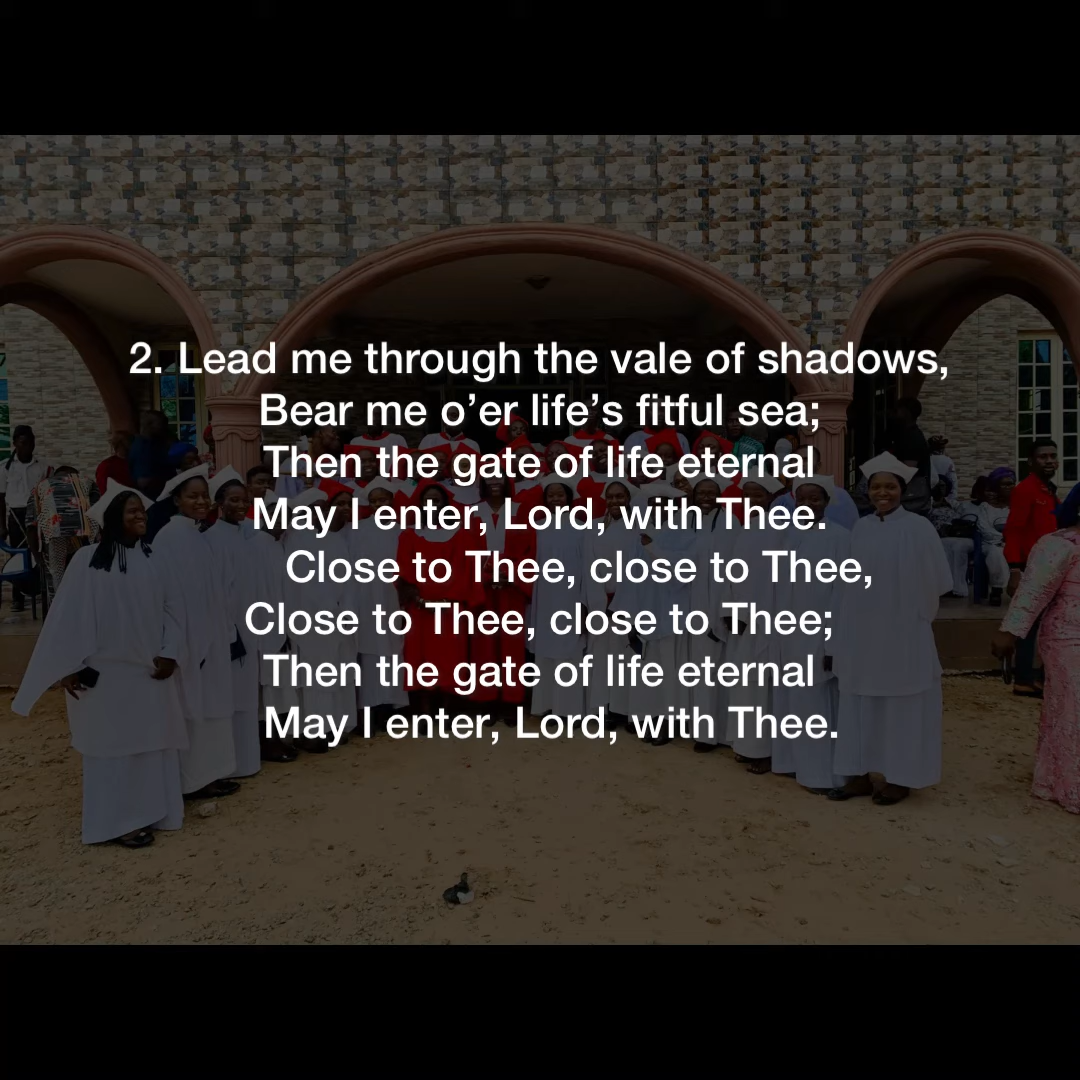 2. Lead me through the vale of shadows,
Bear me o’er life’s fitful sea;
Then the gate of life eternal
May I enter, Lord, with Thee.
Close to Thee, close to Thee,
Close to Thee, close to Thee;
Then the gate of life eternal
May I enter, Lord, with Thee.